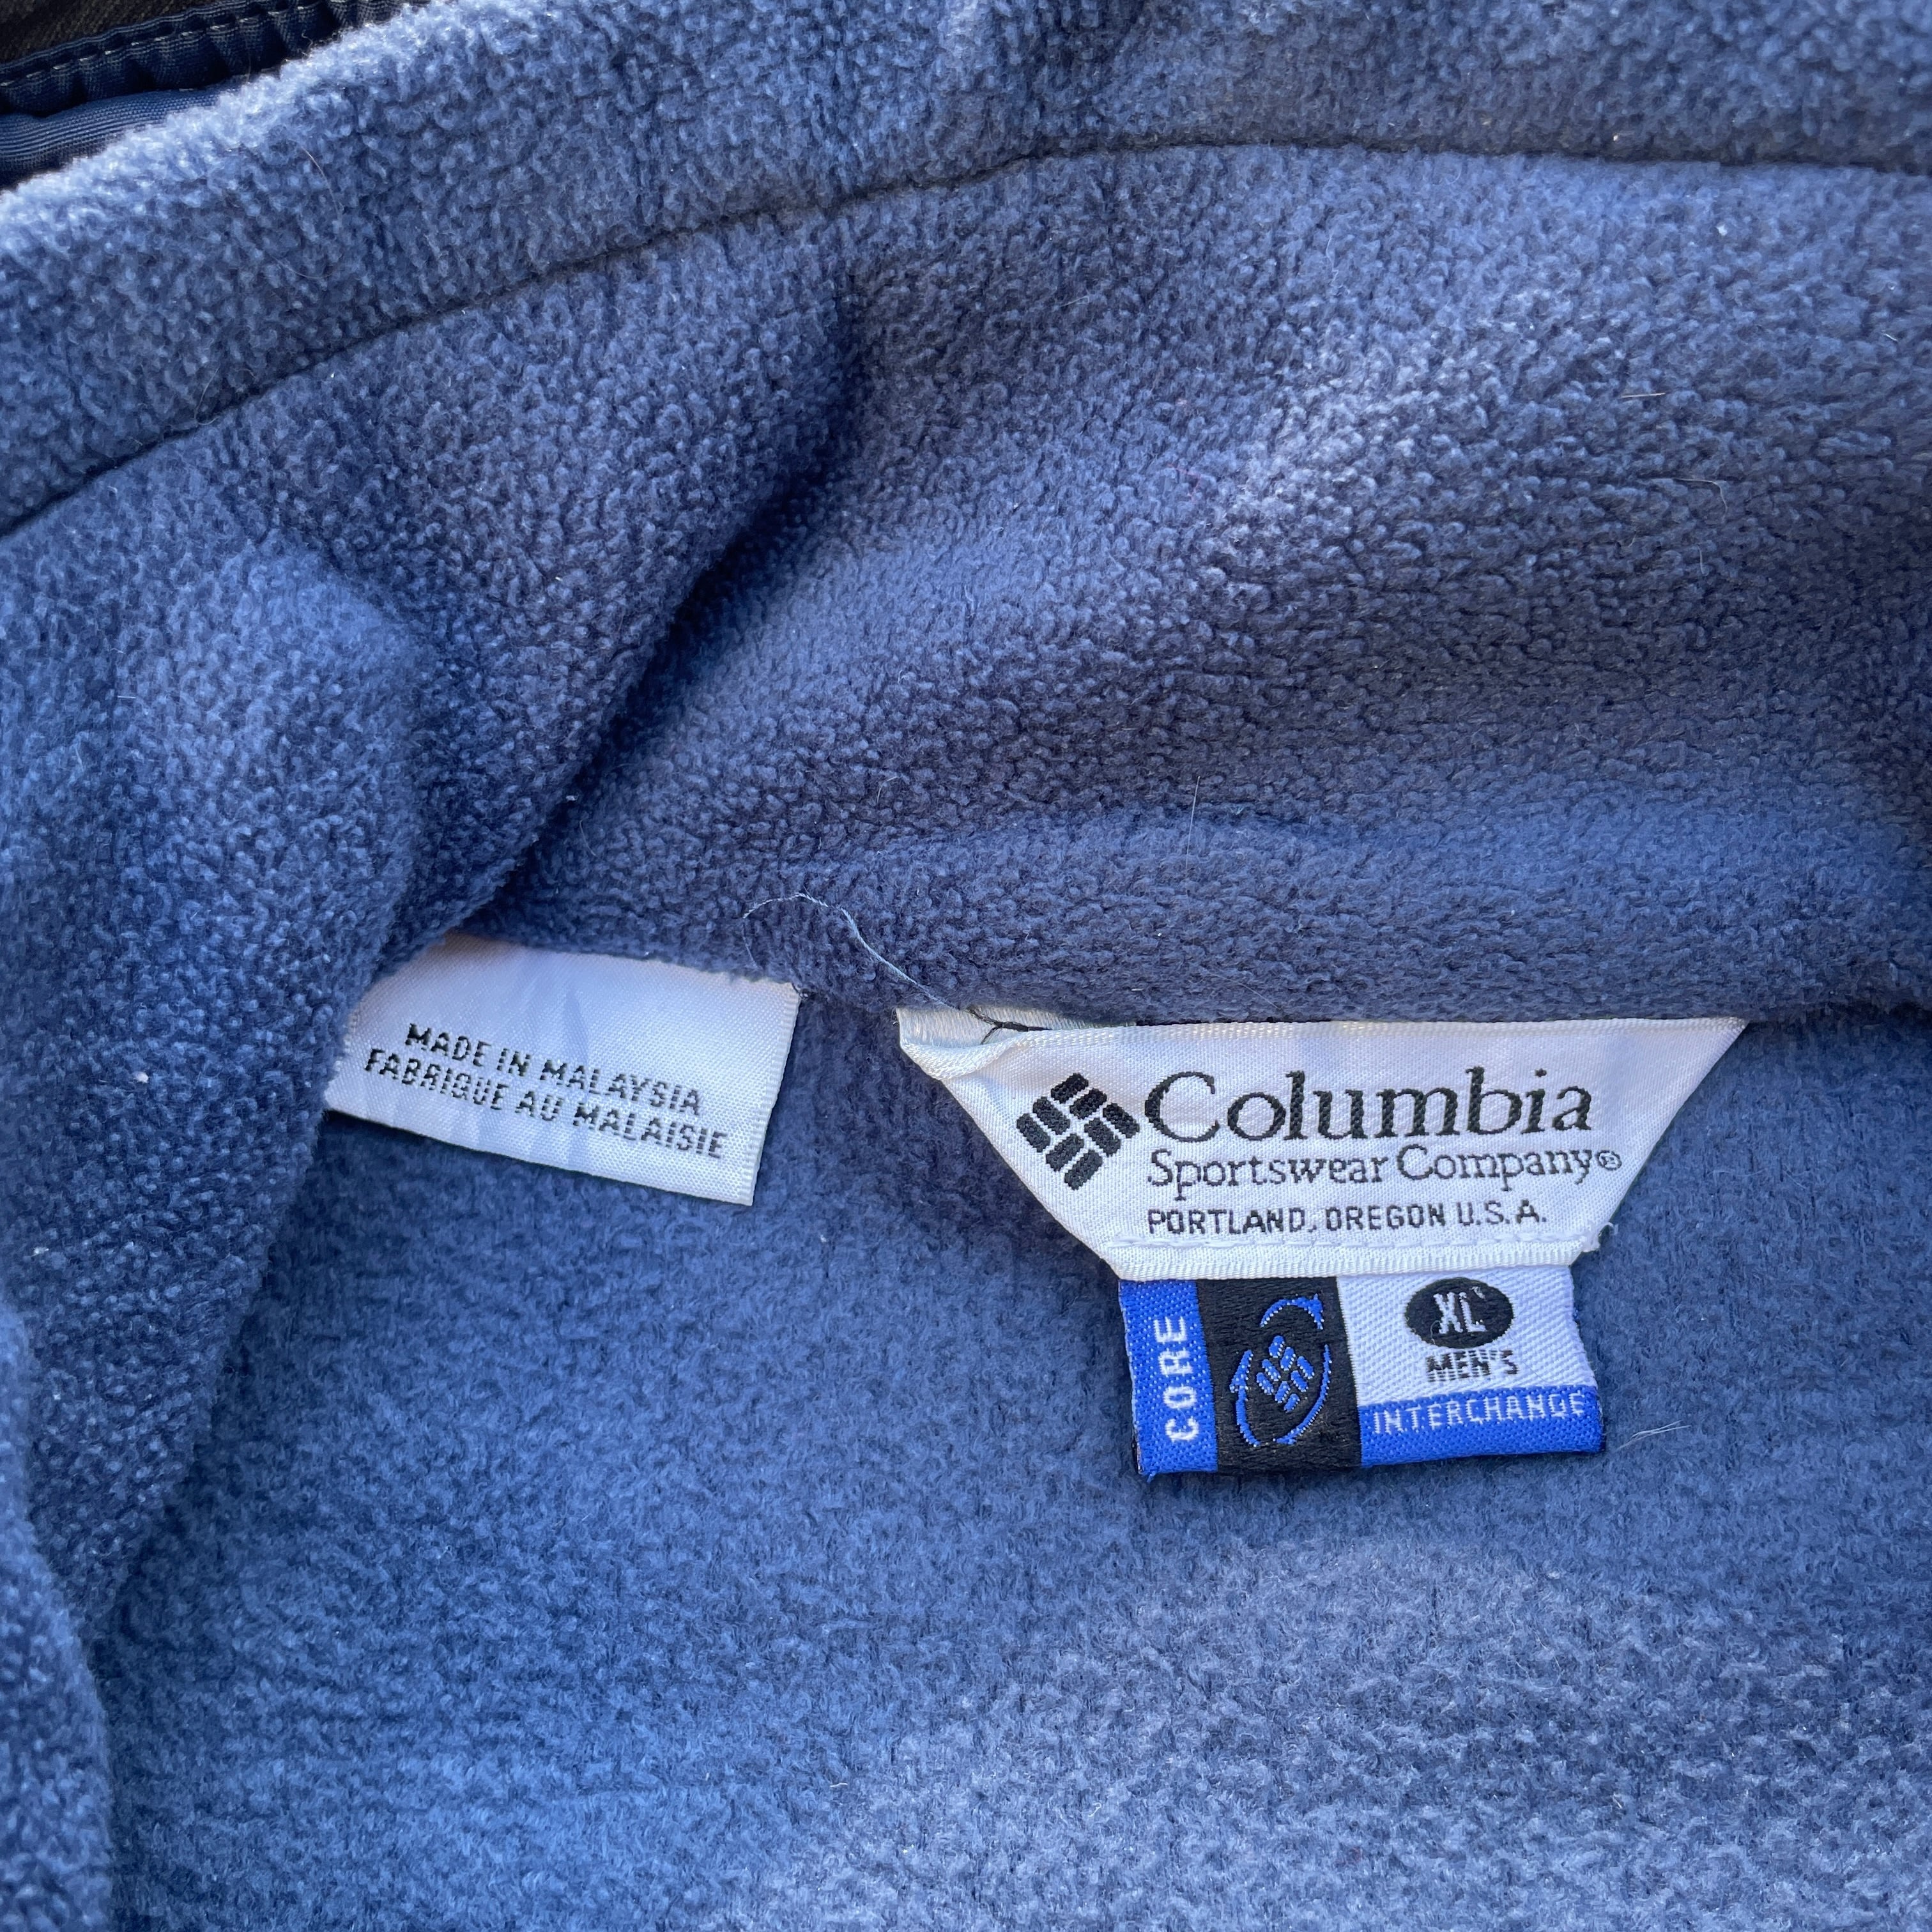 MADE IN MALAYSIA
FABRIQUE AU MALAISIE
Columbia
Sportswear Company®
PORTLAND, OREGON U.S.A.
CORE
XL
MEN'S
INTERCHANGE